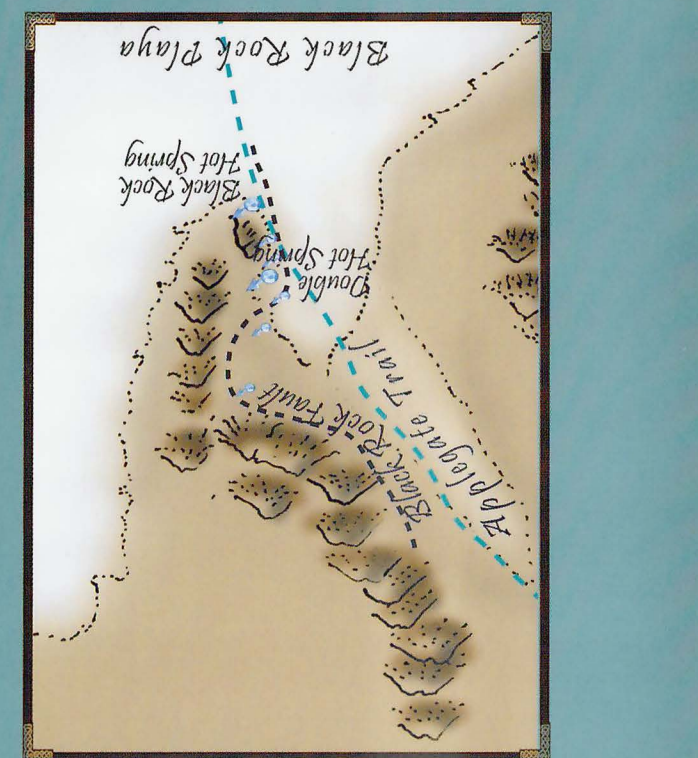 Applegate Trail
Black Rock Fault
Double
Hot Spring
Black Rock
Hot Spring
Black Rock Playa